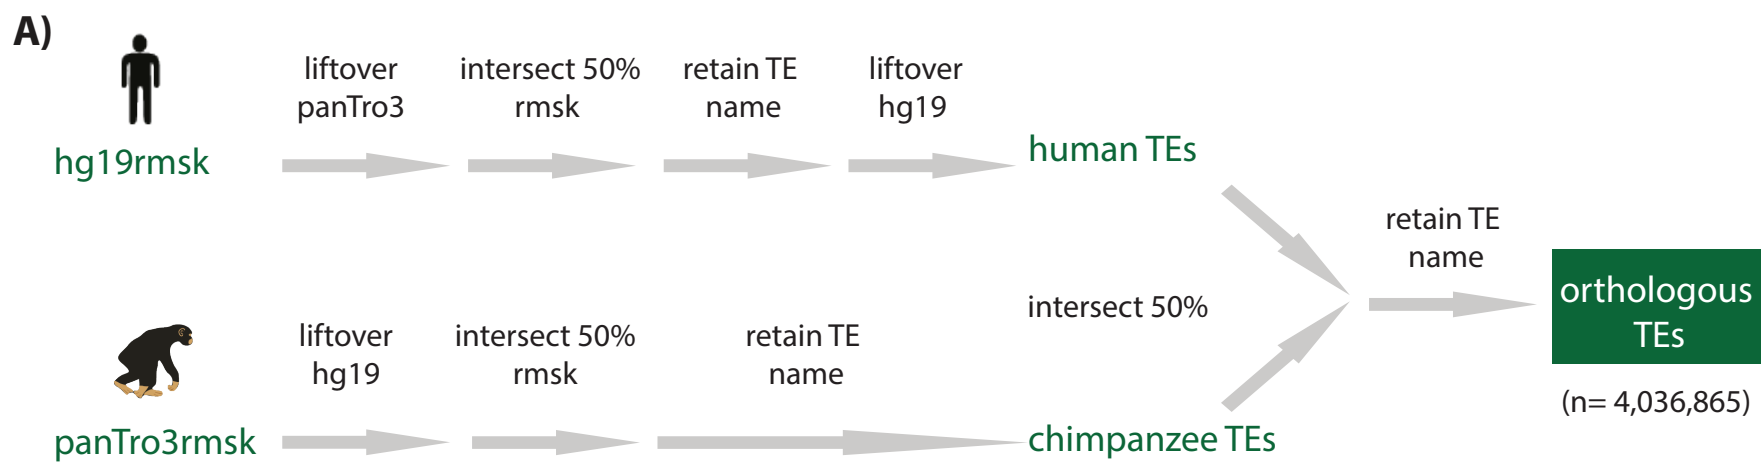 A)
liftover
panTro3
intersect 50%
rmsk
retain TE
name
liftover
hg19
hg19rmsk
human TEs
retain TE
name
intersect 50%
orthologous
TEs
(n= 4,036,865)
liftover
hg19
intersect 50%
rmsk
retain TE
name
panTro3rmsk
chimpanzee TEs